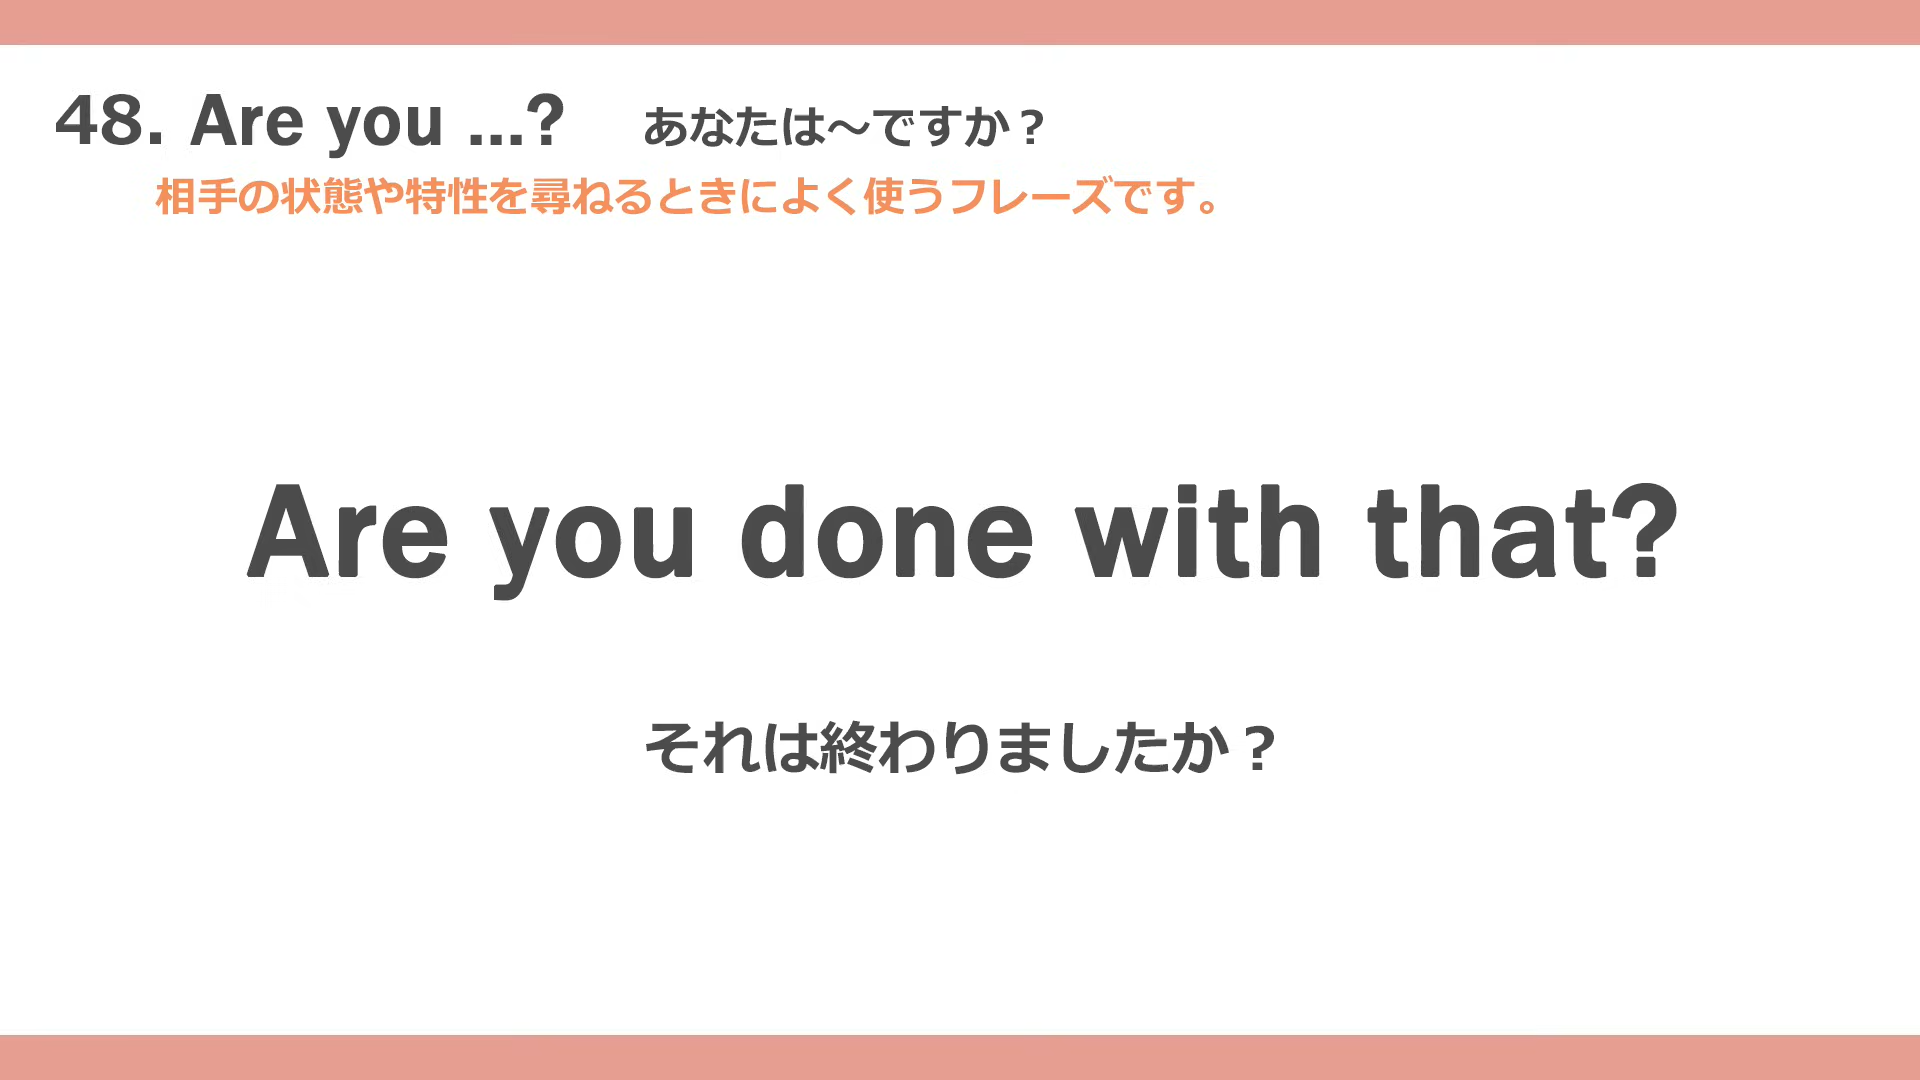 48. Are you ...? あなたは～ですか？
相手の状態や特性を尋ねるときによく使うフレーズです。
Are you done with that?
それは終わりましたか？